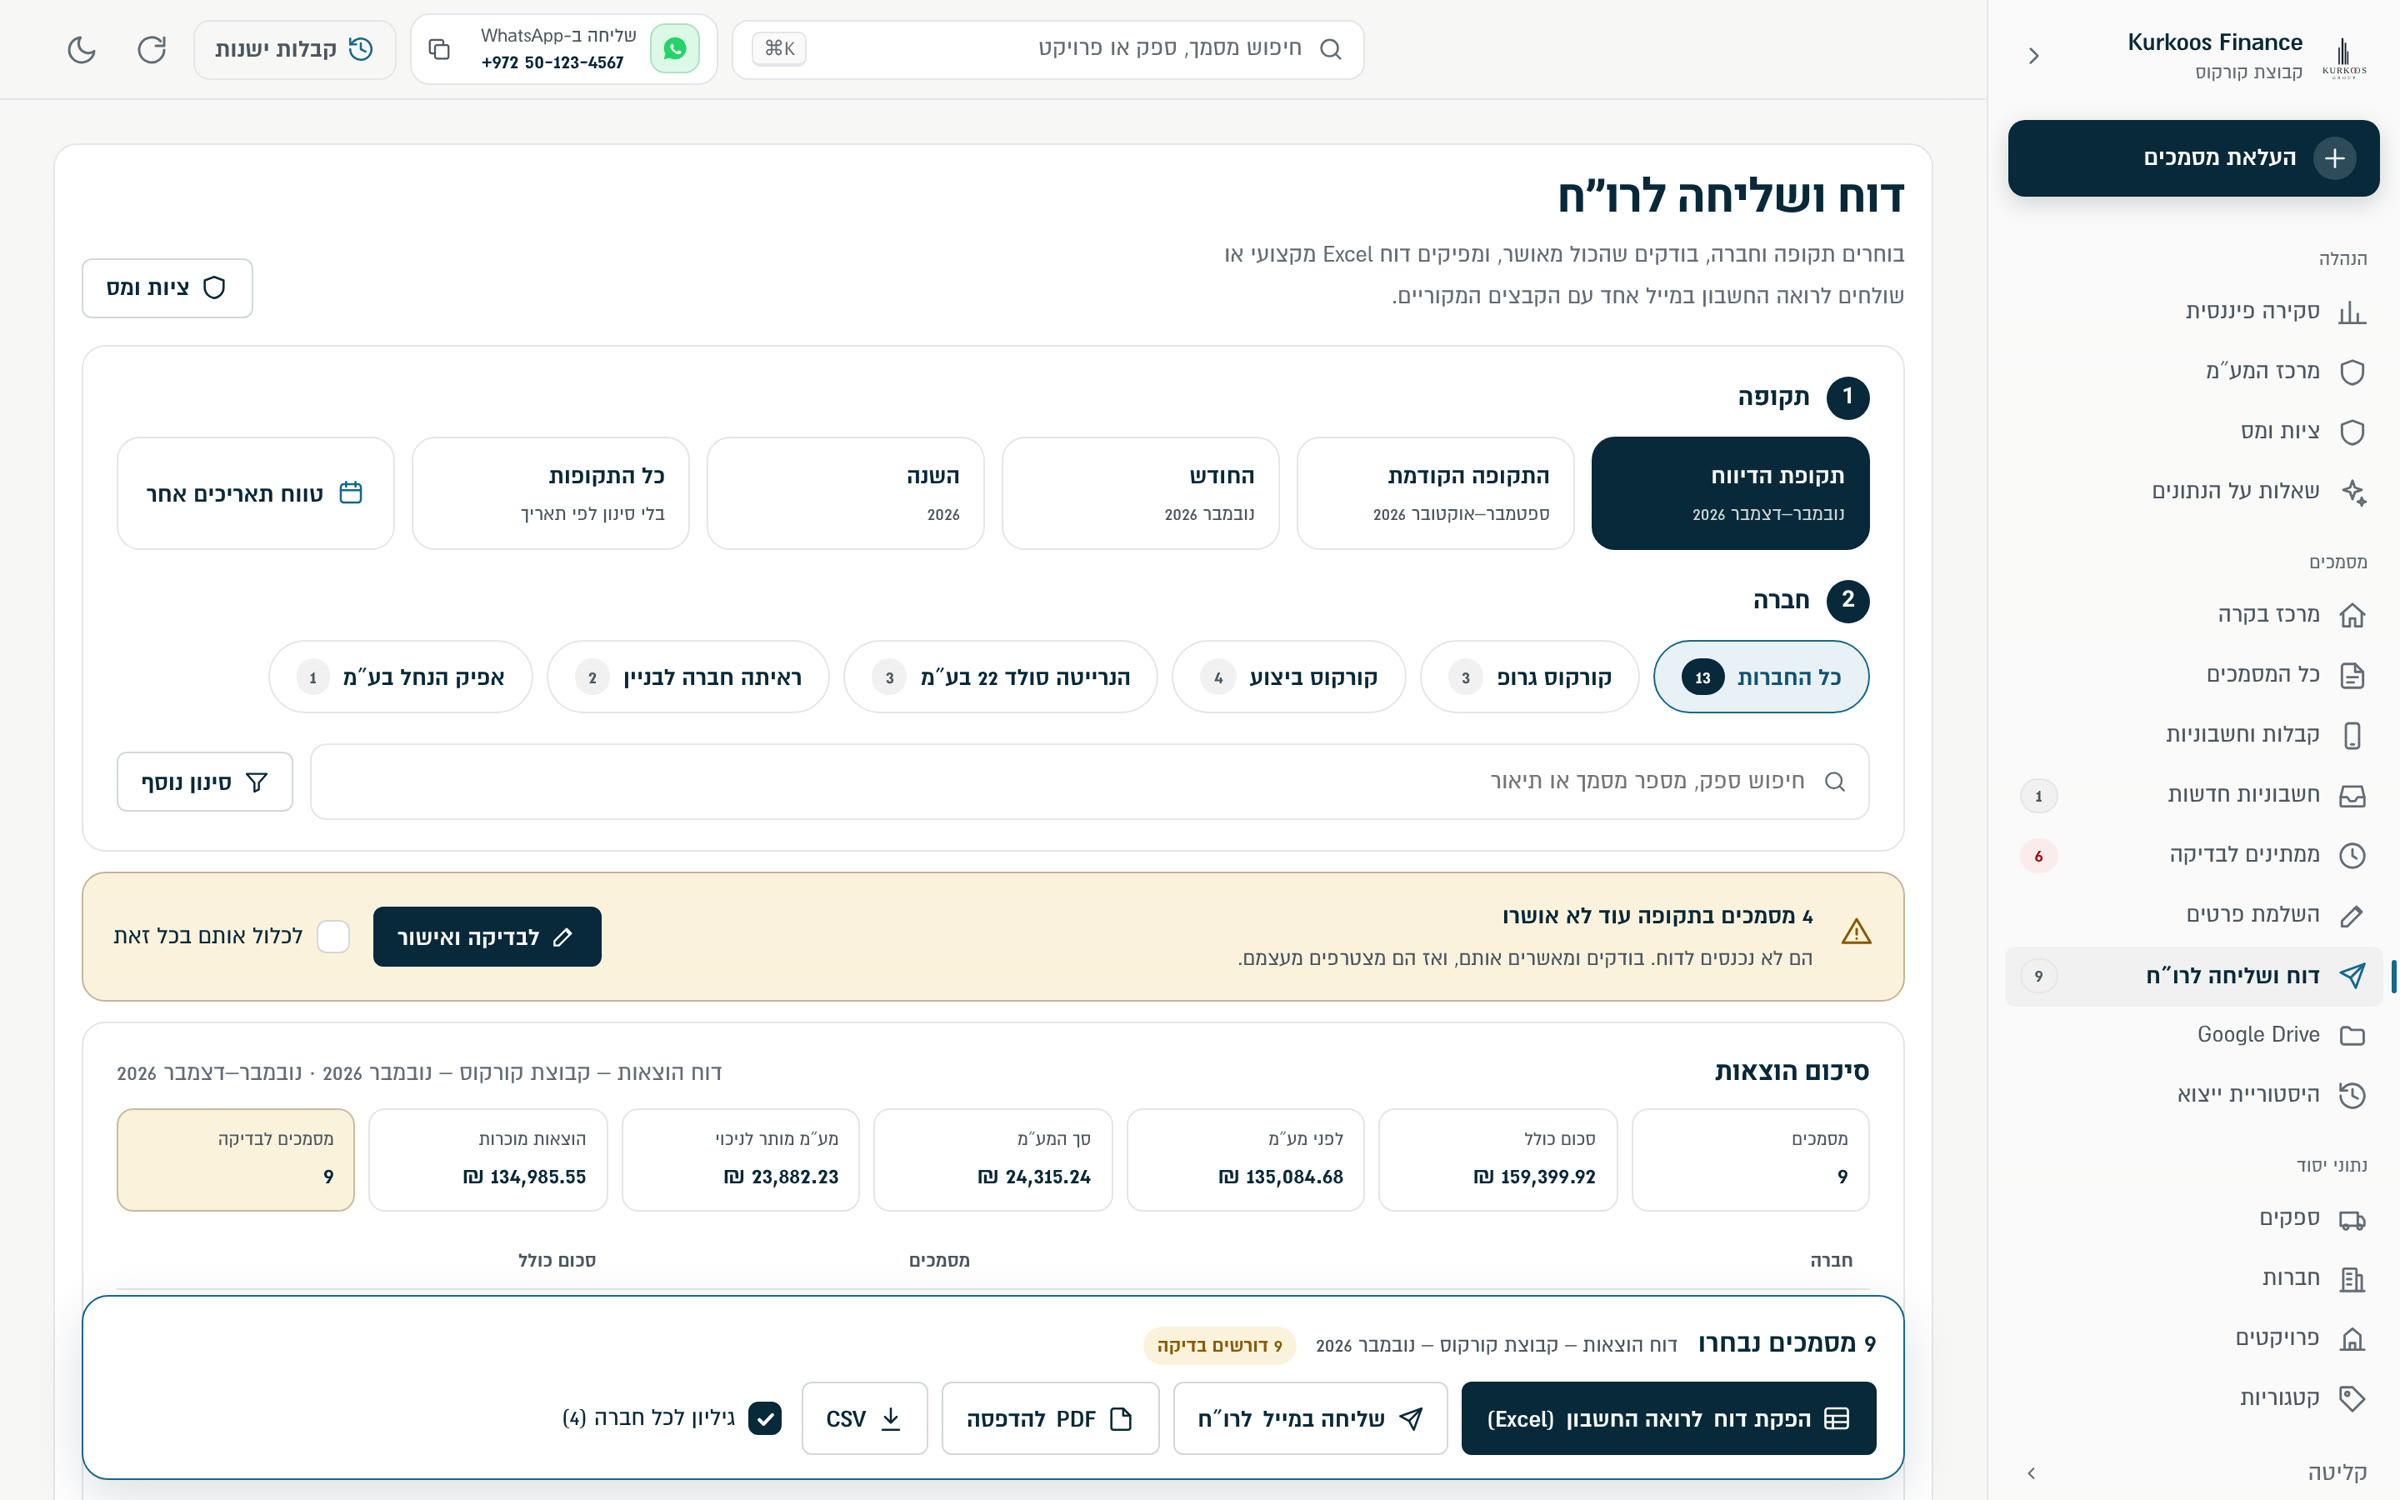 Kurkoos Finance
קבוצת קורקוס
KURKOOS
GROUP
העלאת מסמכים
הנהלה
סקירה פיננסית
מרכז המע״מ
ציות ומס
שאלות על הנתונים
מסמכים
מרכז בקרה
כל המסמכים
קבלות וחשבוניות
חשבוניות חדשות 1
ממתינים לבדיקה 6
השלמת פרטים
דוח ושליחה לרו״ח 9
Google Drive
היסטוריית ייצוא
נתוני יסוד
ספקים
חברות
פרויקטים
קטגוריות
קליטה
חיפוש מסמך, ספק או פרויקט ⌘K
שליחה ב-WhatsApp
+972 50-123-4567
קבלות ישנות
דוח ושליחה לרו״ח
בוחרים תקופה וחברה, בודקים שהכול מאושר, ומפיקים דוח Excel מקצועי או
שולחים לרואה החשבון במייל אחד עם הקבצים המקוריים.
ציות ומס
1 תקופה
תקופת הדיווח
נובמבר–דצמבר 2026
התקופה הקודמת
ספטמבר–אוקטובר 2026
החודש
נובמבר 2026
השנה
2026
כל התקופות
בלי סינון לפי תאריך
טווח תאריכים אחר
2 חברה
כל החברות 13
קורקוס גרופ 3
קורקוס ביצוע 4
הנרייטה סולד 22 בע״מ 3
ראיתה חברה לבניין 2
אפיק הנחל בע״מ 1
חיפוש ספק, מספר מסמך או תיאור
סינון נוסף
4 מסמכים בתקופה עוד לא אושרו
הם לא נכנסים לדוח. בודקים ומאשרים אותם, ואז הם מצטרפים מעצמם.
לבדיקה ואישור
לכלול אותם בכל זאת
סיכום הוצאות
דוח הוצאות – קבוצת קורקוס – נובמבר 2026 · נובמבר–דצמבר 2026
מסמכים
9
סכום כולל
159,399.92 ₪
לפני מע״מ
135,084.68 ₪
סך המע״מ
24,315.24 ₪
מע״מ מותר לניכוי
23,882.23 ₪
הוצאות מוכרות
134,985.55 ₪
מסמכים לבדיקה
9
חברה מסמכים סכום כולל
9 מסמכים נבחרו דוח הוצאות – קבוצת קורקוס – נובמבר 2026 9 דורשים בדיקה
הפקת דוח לרואה החשבון (Excel)
שליחה במייל לרו״ח
PDF להדפסה
CSV
גיליון לכל חברה (4)